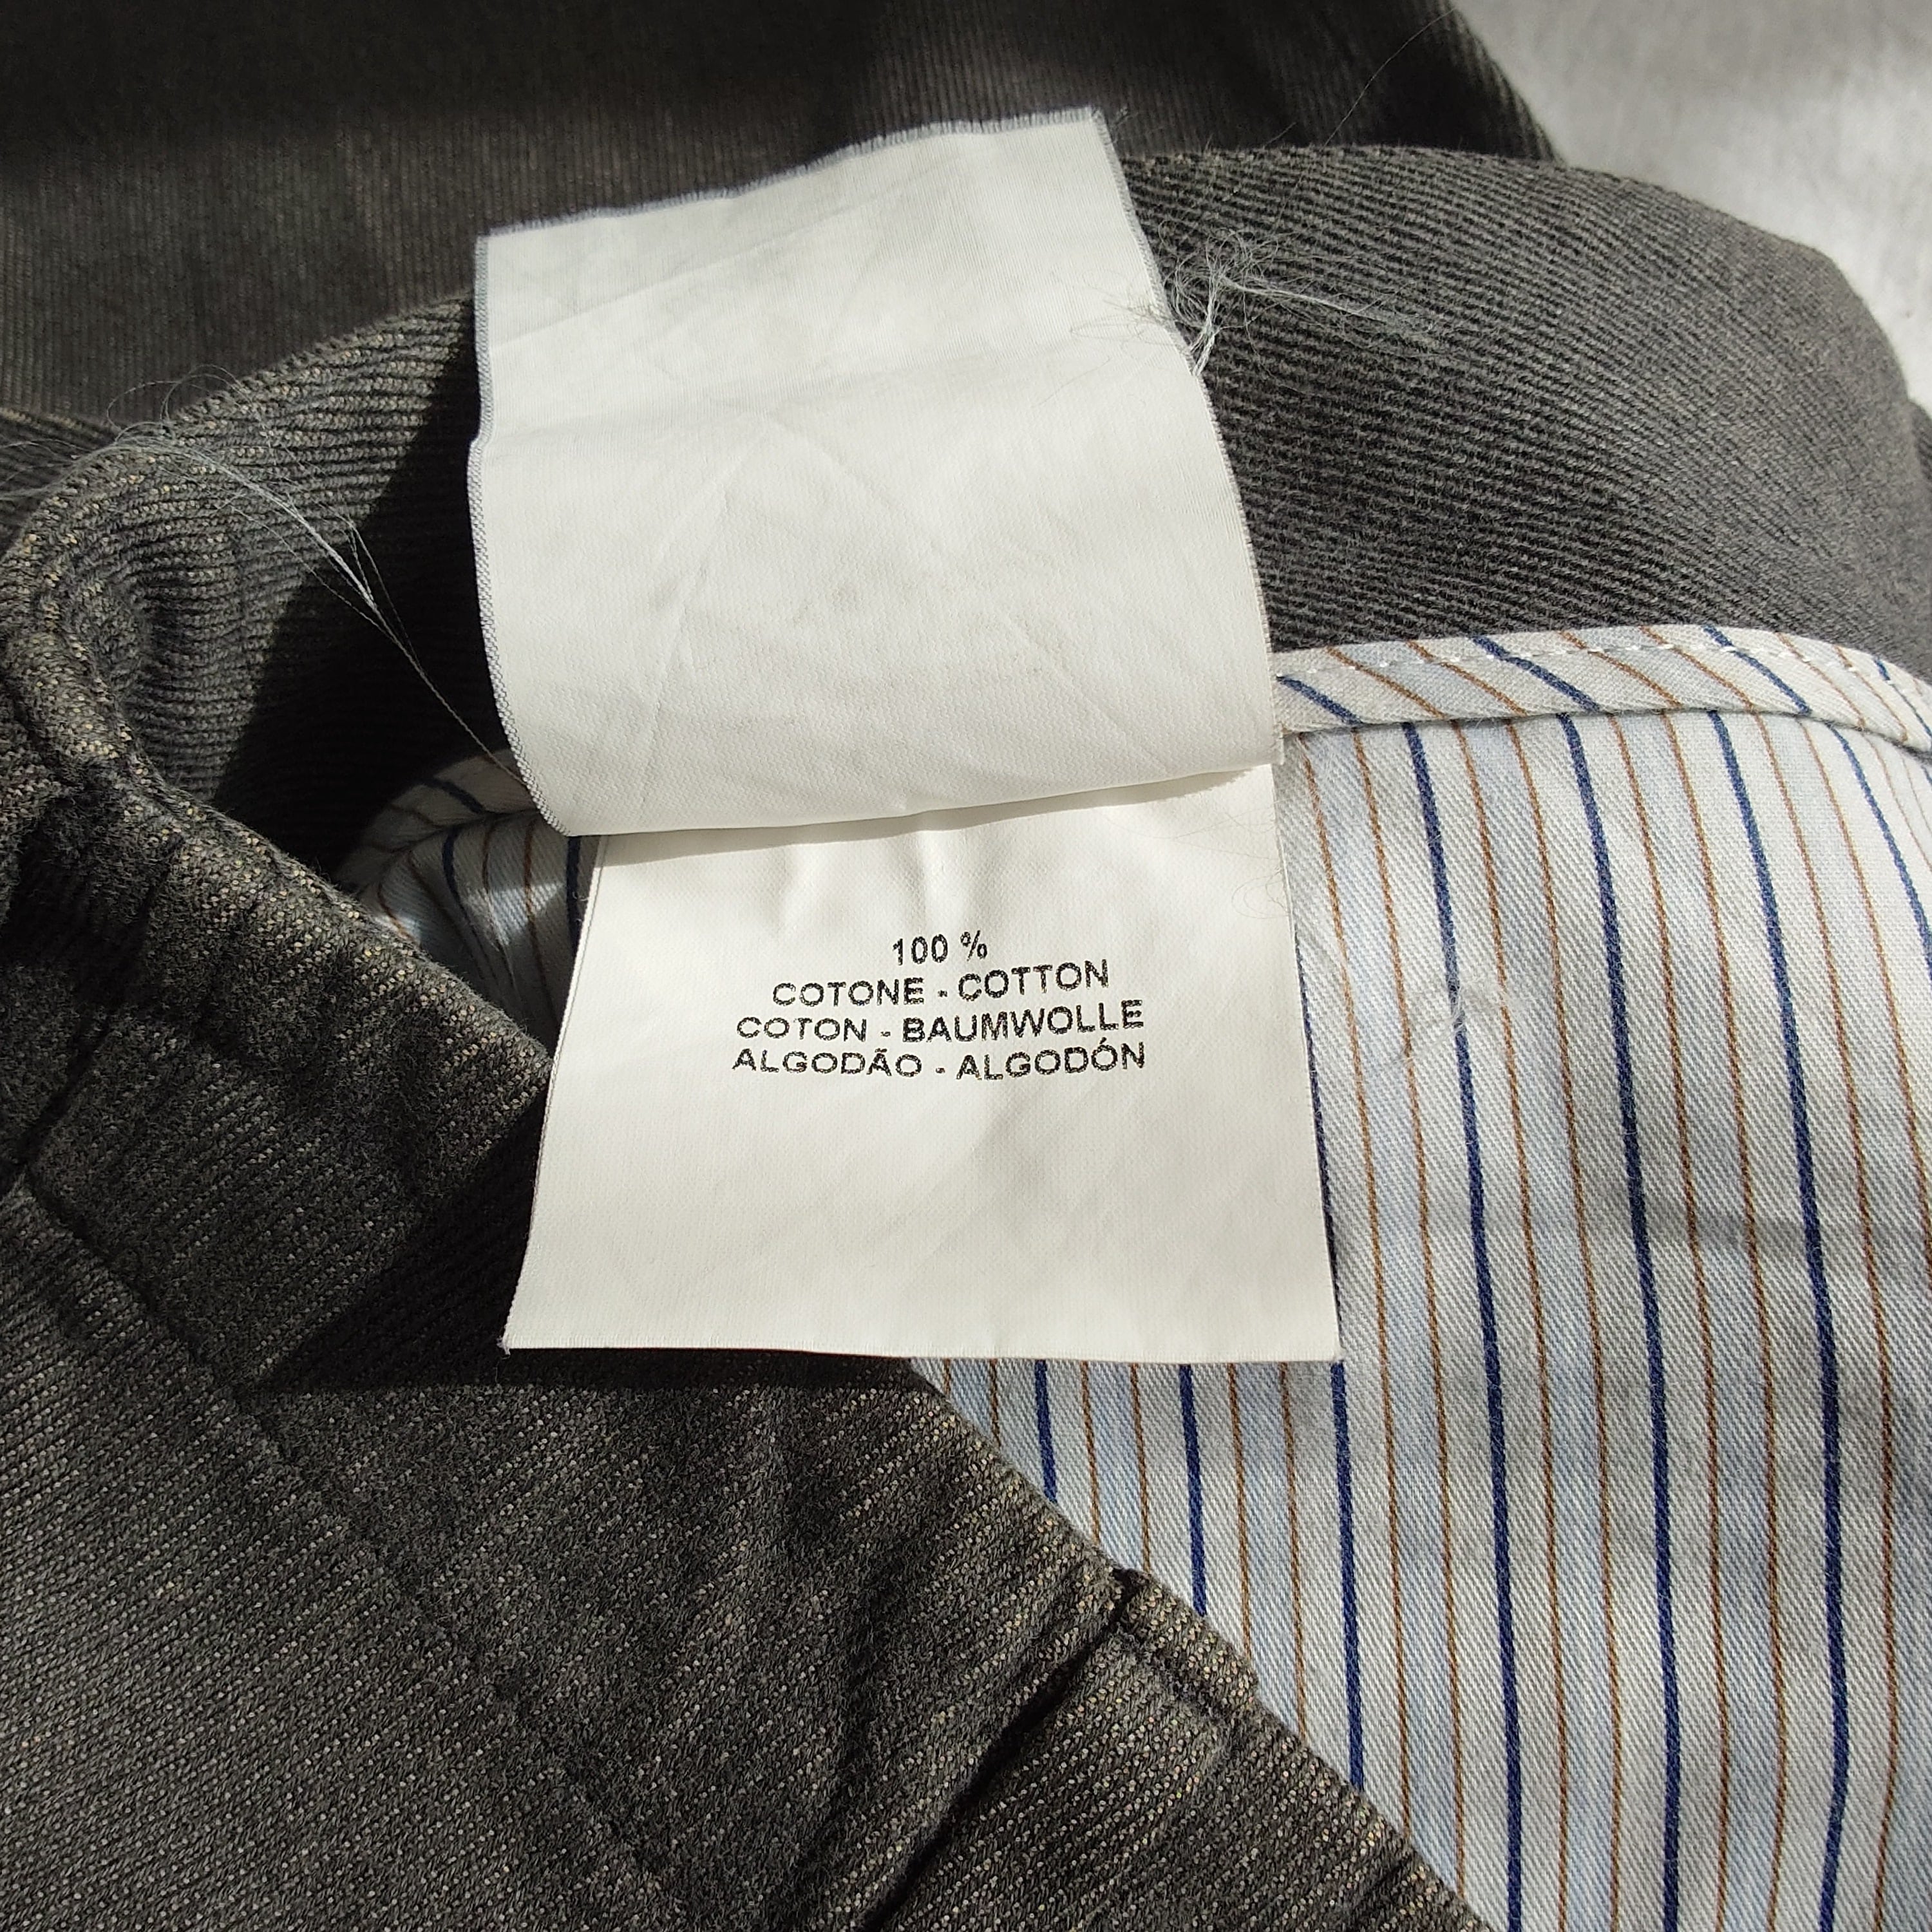 100 %
COTONE - COTTON
COTON - BAUMWOLLE
ALGODÃO - ALGODÓN